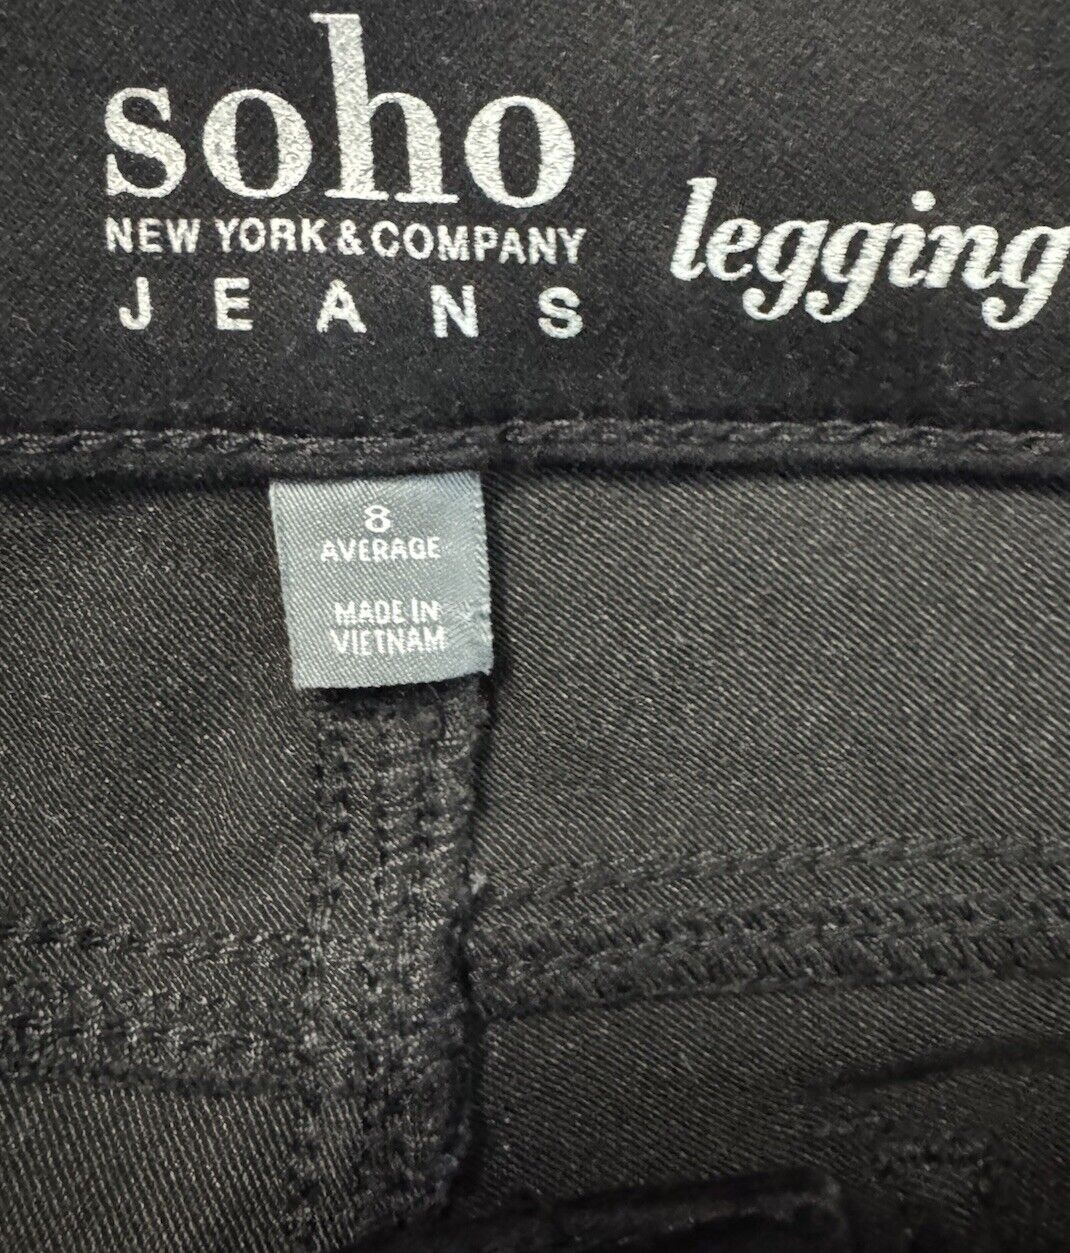 soho
NEW YORK & COMPANY
JEANS
legging
8
AVERAGE
MADE IN
VIETNAM